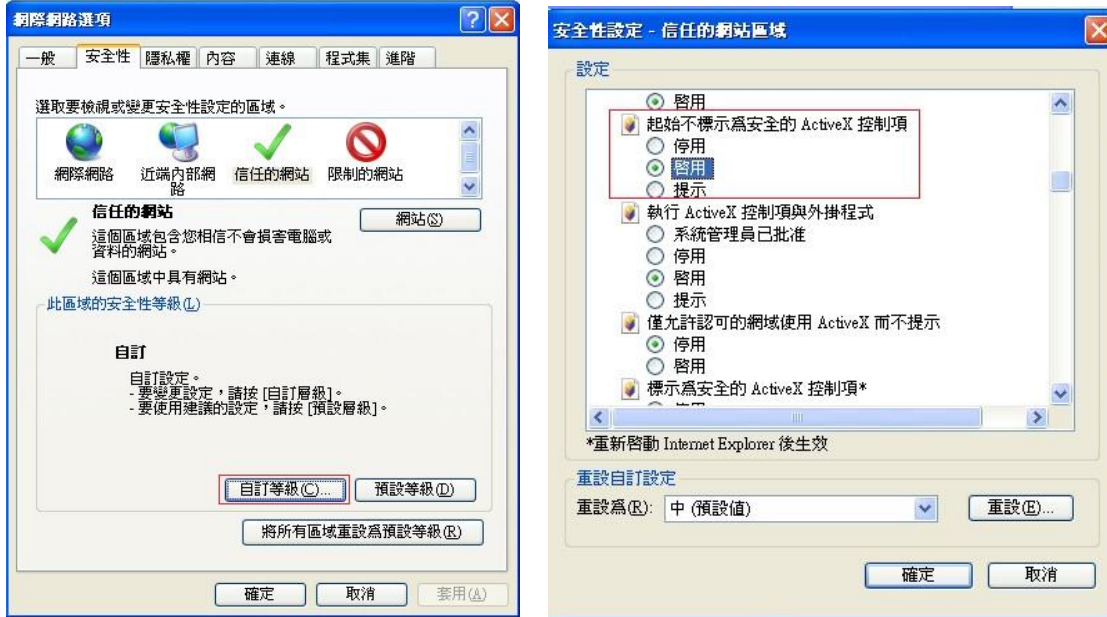 網際網路選項
一般 安全性 隱私權 內容 連線 程式集 進階
選取要檢視或變更安全性設定的區域。
網際網路 近端內部網路 信任的網站 限制的網站
信任的網站
網站(S)
這個區域包含您相信不會損害電腦或
資料的網站。
這個區域中具有網站。
此區域的安全性等級(L)
自訂
自訂設定。
- 要變更設定，請按 [自訂層級]。
- 要使用建議的設定，請按 [預設層級]。
自訂等級(C)... 預設等級(D)
將所有區域重設為預設等級(R)
確定 取消 套用(A)
安全性設定 - 信任的網站區域
設定
啟用
起始不標示為安全的 ActiveX 控制項
停用
啟用
提示
執行 ActiveX 控制項與外掛程式
系統管理員已批准
停用
啟用
提示
僅允許認可的網域使用 ActiveX 而不提示
停用
啟用
標示為安全的 ActiveX 控制項*
*重新啟動 Internet Explorer 後生效
重設自訂設定
重設為(R): 中 (預設值) 重設(E)...
確定 取消